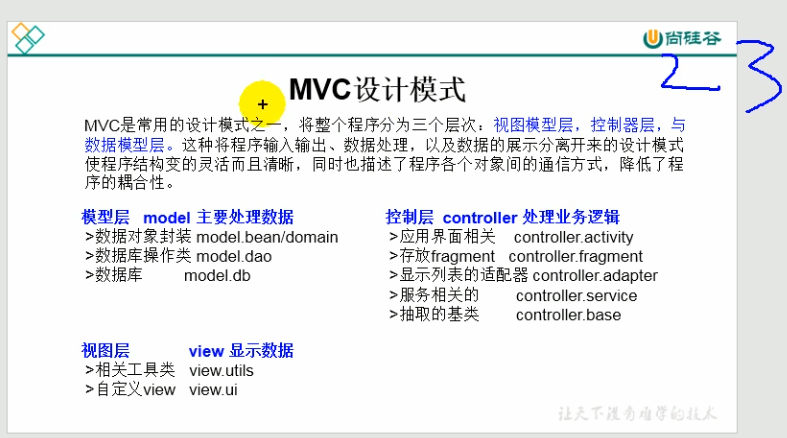 尚硅谷
23
MVC设计模式
MVC是常用的设计模式之一，将整个程序分为三个层次：视图模型层，控制器层，与
数据模型层。这种将程序输入输出、数据处理，以及数据的展示分离开来的设计模式
使程序结构变的灵活而且清晰，同时也描述了程序各个对象间的通信方式，降低了程
序的耦合性。
模型层 model 主要处理数据
>数据对象封装 model.bean/domain
>数据库操作类 model.dao
>数据库 model.db
控制层 controller 处理业务逻辑
>应用界面相关 controller.activity
>存放fragment controller.fragment
>显示列表的适配器 controller.adapter
>服务相关的 controller.service
>抽取的基类 controller.base
视图层 view 显示数据
>相关工具类 view.utils
>自定义view view.ui
让天下没有难学的技术